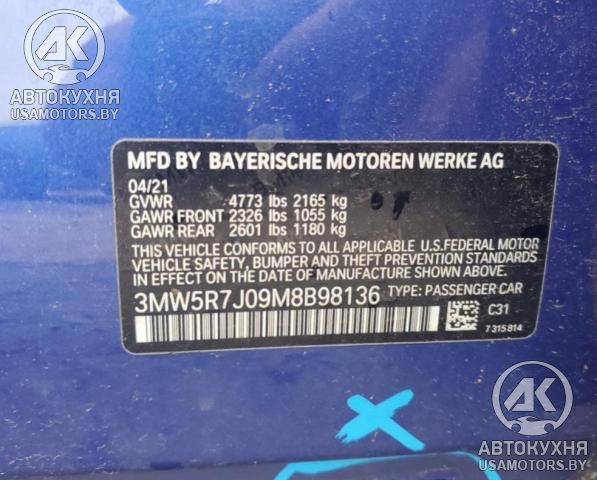 АК
АВТОКУХНЯ
USAMOTORS.BY
MFD BY BAYERISCHE MOTOREN WERKE AG
04/21
GVWR 4773 lbs 2165 kg
GAWR FRONT 2326 lbs 1055 kg
GAWR REAR 2601 lbs 1180 kg
THIS VEHICLE CONFORMS TO ALL APPLICABLE U.S.FEDERAL MOTOR
VEHICLE SAFETY, BUMPER AND THEFT PREVENTION STANDARDS
IN EFFECT ON THE DATE OF MANUFACTURE SHOWN ABOVE.
3MW5R7J09M8B98136 TYPE: PASSENGER CAR
C31
7315814
АК
АВТОКУХНЯ
USAMOTORS.BY